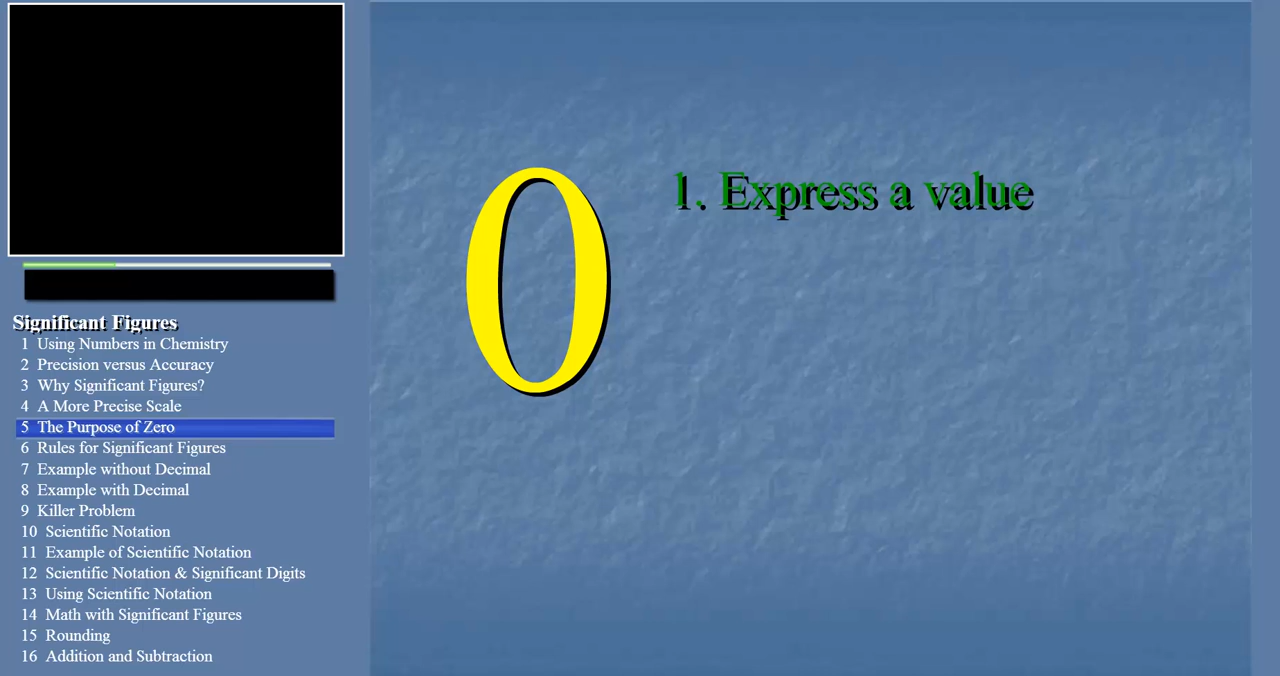 Significant Figures
1 Using Numbers in Chemistry
2 Precision versus Accuracy
3 Why Significant Figures?
4 A More Precise Scale
5 The Purpose of Zero
6 Rules for Significant Figures
7 Example without Decimal
8 Example with Decimal
9 Killer Problem
10 Scientific Notation
11 Example of Scientific Notation
12 Scientific Notation & Significant Digits
13 Using Scientific Notation
14 Math with Significant Figures
15 Rounding
16 Addition and Subtraction
0
1. Express a value